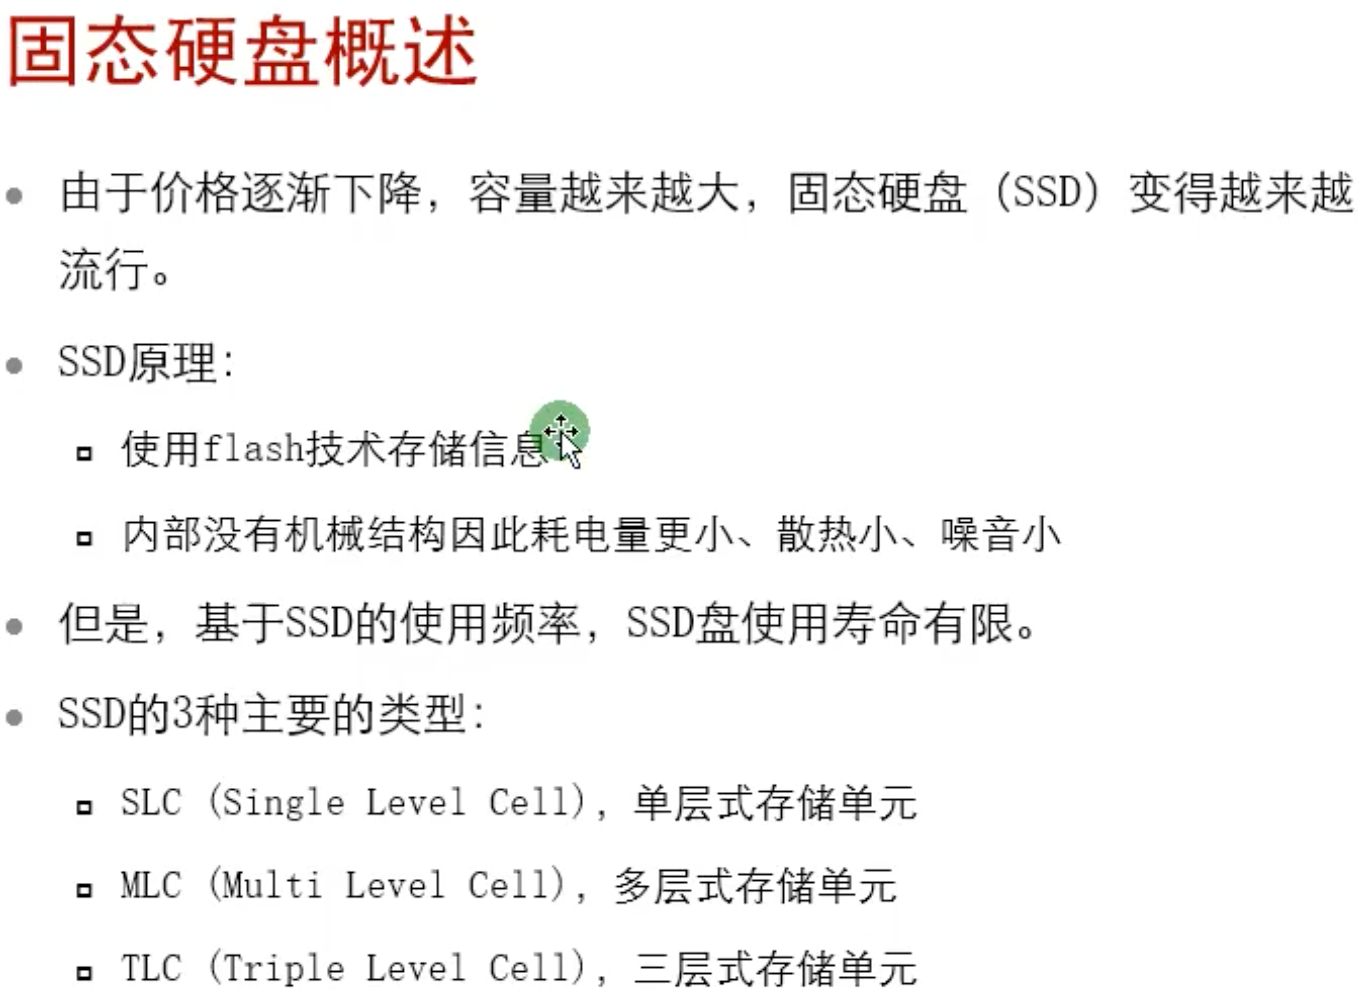 固态硬盘概述
由于价格逐渐下降，容量越来越大，固态硬盘（SSD）变得越来越
流行。
SSD原理：
使用flash技术存储信息
内部没有机械结构因此耗电量更小、散热小、噪音小
但是，基于SSD的使用频率，SSD盘使用寿命有限。
SSD的3种主要的类型：
SLC (Single Level Cell)，单层式存储单元
MLC (Multi Level Cell)，多层式存储单元
TLC (Triple Level Cell)，三层式存储单元